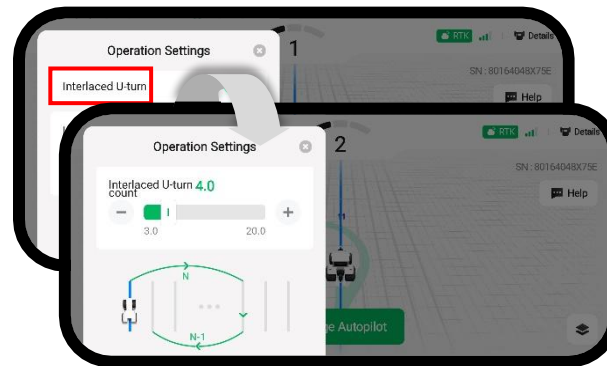 Operation Settings
1
RTK
Details
SN : 80164048X75E
Interlaced U-turn
Help
Operation Settings
2
RTK
Details
SN : 80164048X75E
Interlaced U-turn 4.0
count
Help
3.0
20.0
N
N-1
Autopilot